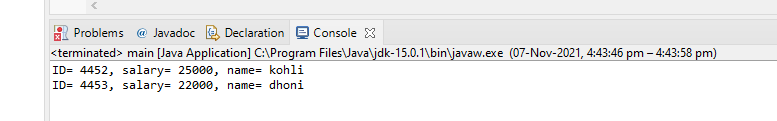 Problems @ Javadoc Declaration Console
<terminated> main [Java Application] C:\Program Files\Java\jdk-15.0.1\bin\javaw.exe (07-Nov-2021, 4:43:46 pm – 4:43:58 pm)
ID= 4452, salary= 25000, name= kohli
ID= 4453, salary= 22000, name= dhoni